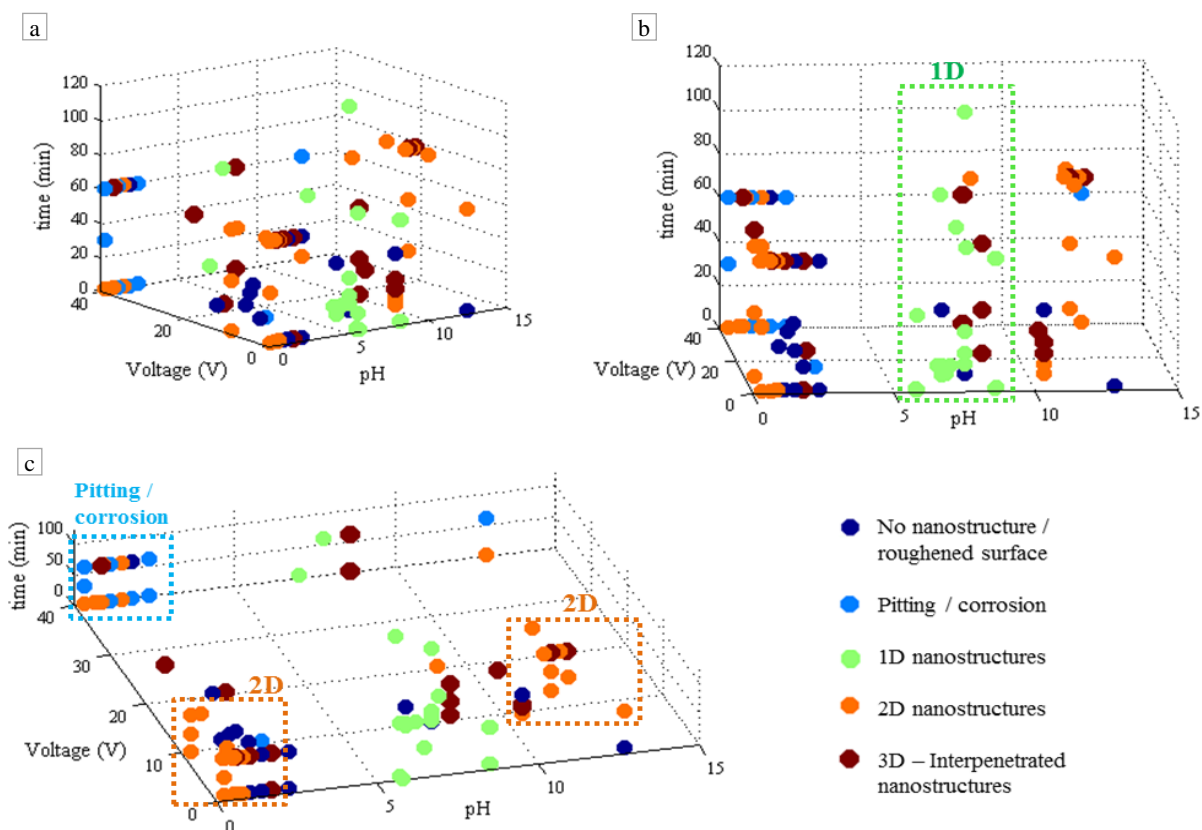 a
120
100
80
60
40
20
0
time (min)
40
20
0
Voltage (V)
0
5
10
15
pH
b
1D
120
100
80
60
40
20
0
time (min)
40
20
0
Voltage (V)
0
5
10
15
pH
c
Pitting /
corrosion
100
50
0
time (min)
40
30
20
10
0
Voltage (V)
2D
2D
0
5
10
15
pH
No nanostructure /
roughened surface
Pitting / corrosion
1D nanostructures
2D nanostructures
3D – Interpenetrated
nanostructures